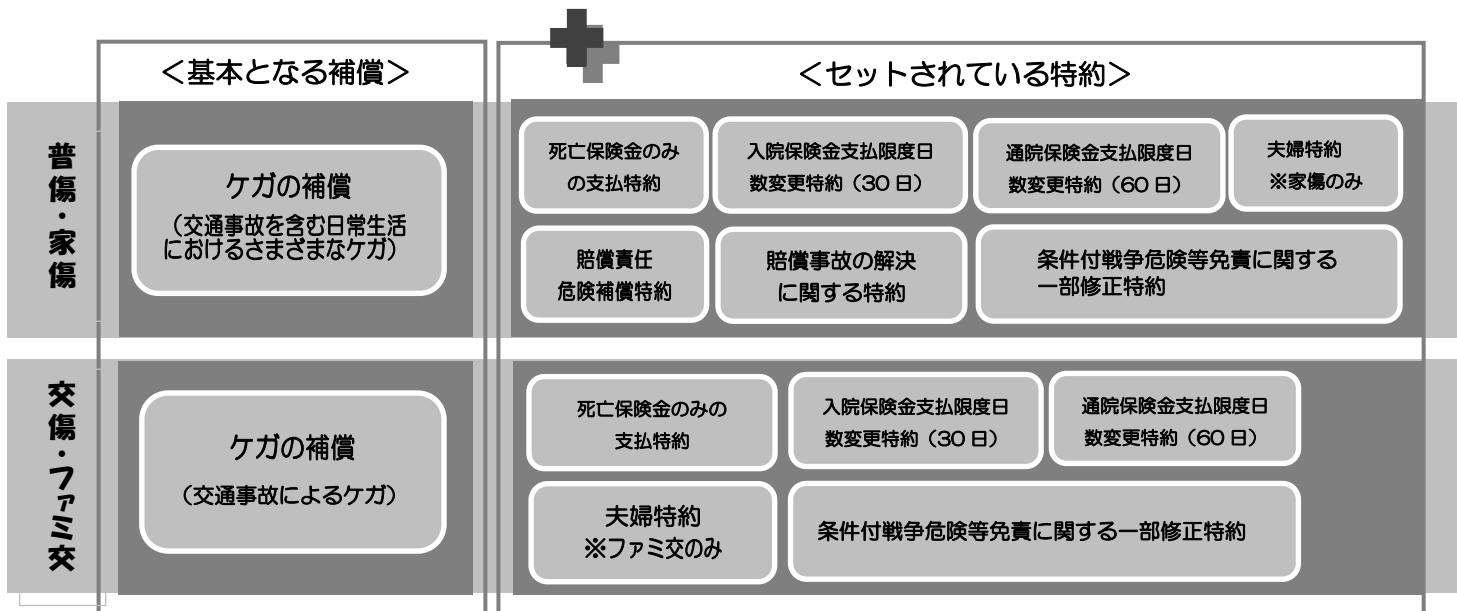 ＜基本となる補償＞
＜セットされている特約＞
普傷・家傷
ケガの補償
（交通事故を含む日常生活
におけるさまざまなケガ）
死亡保険金のみ
の支払特約
入院保険金支払限度日
数変更特約（30 日）
通院保険金支払限度日
数変更特約（60 日）
夫婦特約
※家傷のみ
賠償責任
危険補償特約
賠償事故の解決
に関する特約
条件付戦争危険等免責に関する
一部修正特約
交傷・ファミ交
ケガの補償
（交通事故によるケガ）
死亡保険金のみの
支払特約
入院保険金支払限度日
数変更特約（30 日）
通院保険金支払限度日
数変更特約（60 日）
夫婦特約
※ファミ交のみ
条件付戦争危険等免責に関する一部修正特約